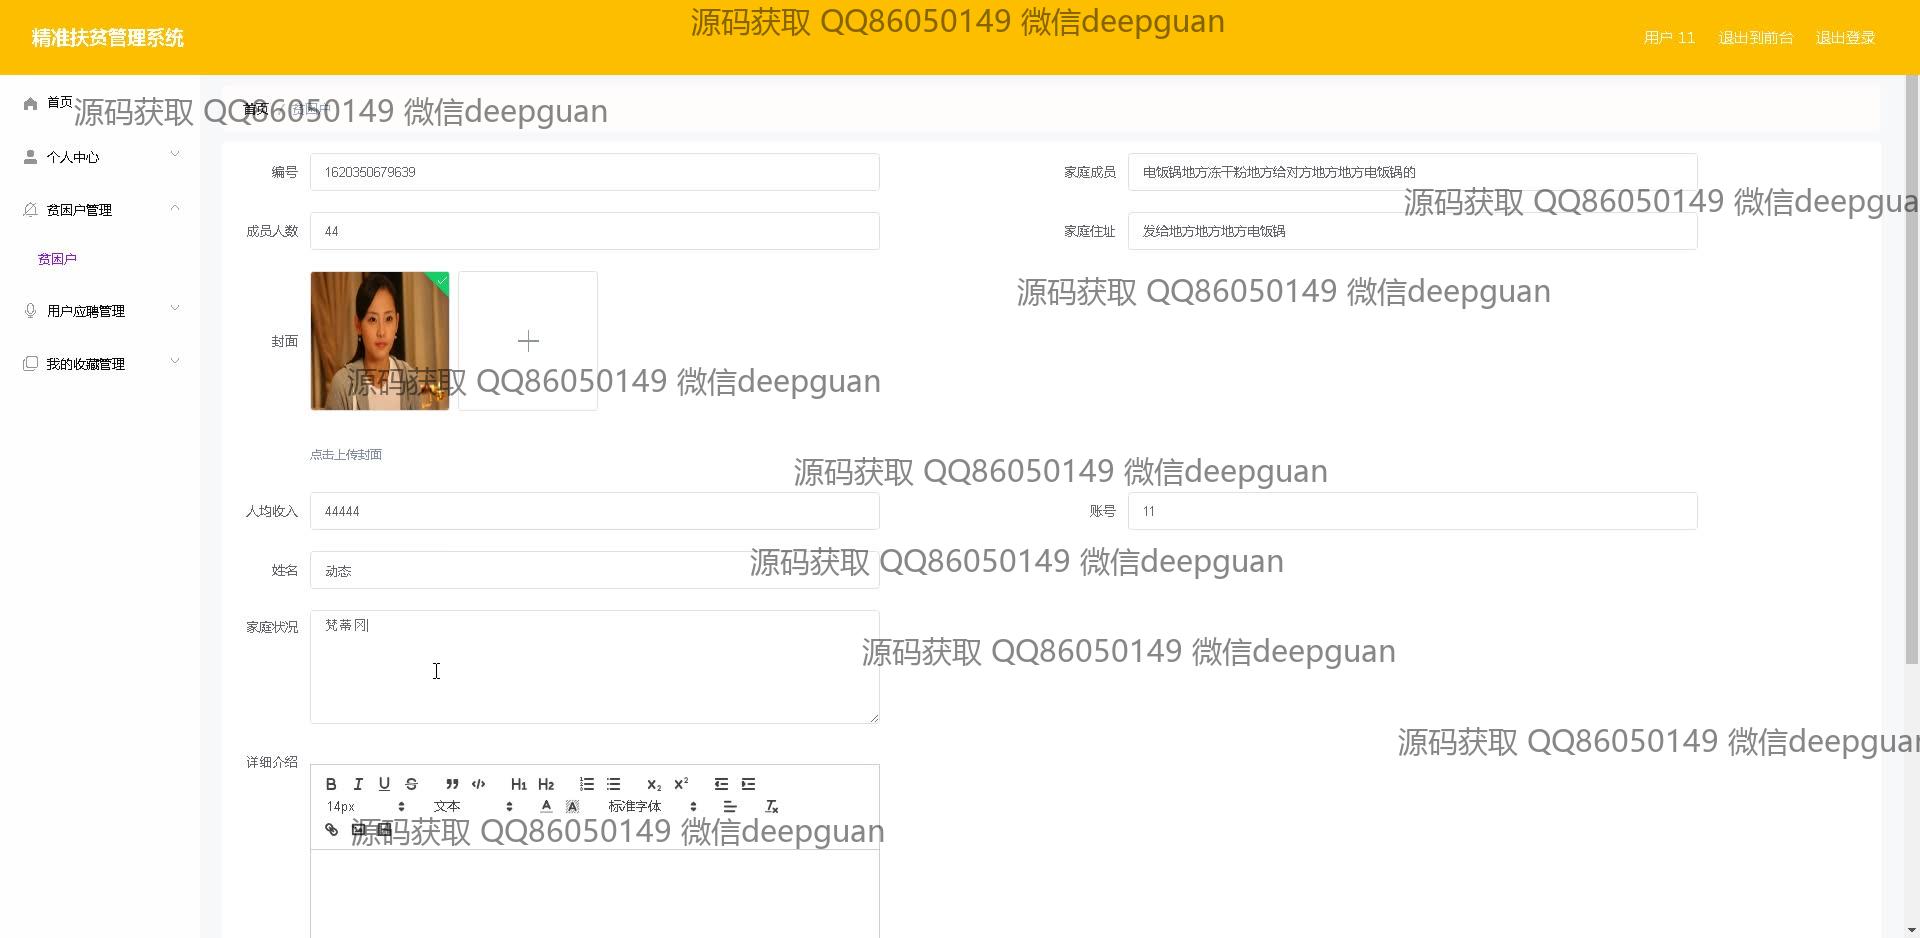 源码获取 QQ86050149 微信deepguan
精准扶贫管理系统
用户 11 退出到前台 退出登录
首页
源码获取 QQ86050149 微信deepguan
首页 / 贫困户
个人中心
编号 1620350679639
家庭成员 电饭锅地方冻干粉地方给对方地方地方电饭锅的
源码获取 QQ86050149 微信deepgua
贫困户管理
成员人数 44
家庭住址 发给地方地方地方电饭锅
贫困户
源码获取 QQ86050149 微信deepguan
用户应聘管理
封面
我的收藏管理
源码获取 QQ86050149 微信deepguan
点击上传封面
源码获取 QQ86050149 微信deepguan
人均收入 44444
账号 11
源码获取 QQ86050149 微信deepguan
姓名 动态
家庭状况 梵蒂冈
源码获取 QQ86050149 微信deepguan
源码获取 QQ86050149 微信deepguan
详细介绍
B I U S H1 H2 x₂ x²
14px 文本 A A 标准字体 Tx
源码获取 QQ86050149 微信deepguan